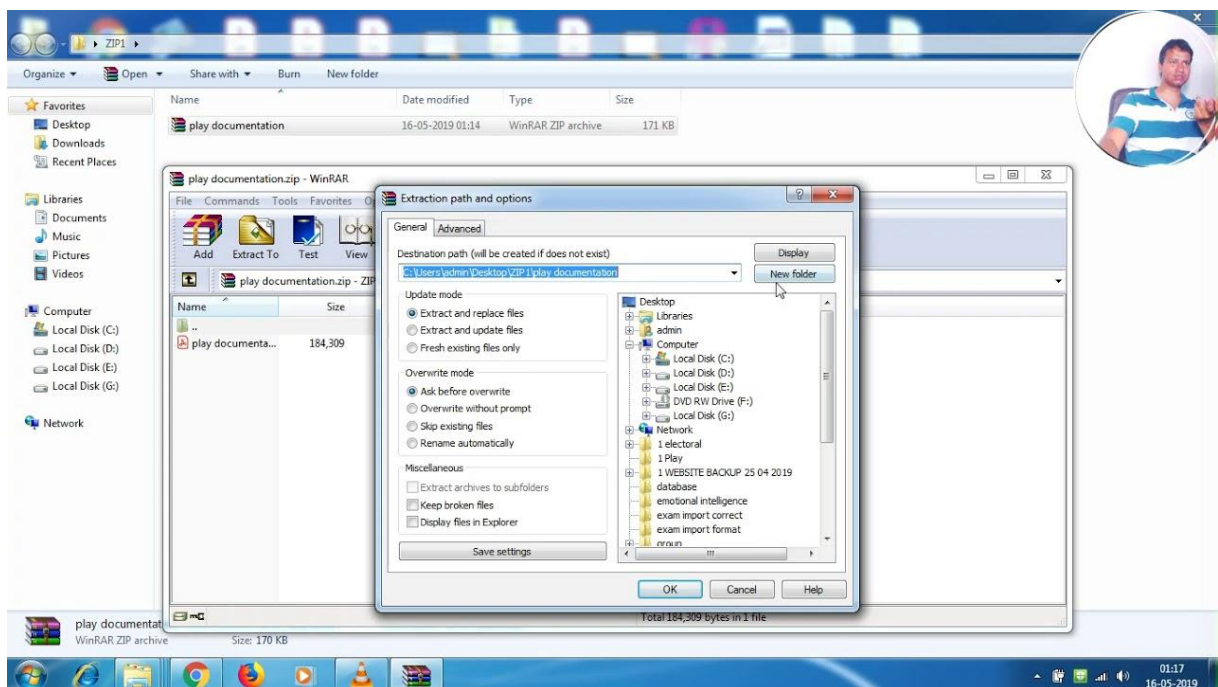 ZIP1
Organize Open Share with Burn New folder
Name Date modified Type Size
play documentation 16-05-2019 01:14 WinRAR ZIP archive 171 KB
Favorites
Desktop
Downloads
Recent Places
Libraries
Documents
Music
Pictures
Videos
Computer
Local Disk (C:)
Local Disk (D:)
Local Disk (E:)
Local Disk (G:)
Network
play documentation.zip - WinRAR
File Commands Tools Favorites
Add Extract To Test View
play documentation.zip - ZIP
Name Size
..
play documenta... 184,309
Extraction path and options
General Advanced
Destination path (will be created if does not exist)
C:\Users\admin\Desktop\ZIP1\play documentation
Display
New folder
Update mode
Extract and replace files
Extract and update files
Fresh existing files only
Overwrite mode
Ask before overwrite
Overwrite without prompt
Skip existing files
Rename automatically
Miscellaneous
Extract archives to subfolders
Keep broken files
Display files in Explorer
Save settings
Desktop
Libraries
admin
Computer
Local Disk (C:)
Local Disk (D:)
Local Disk (E:)
DVD RW Drive (F:)
Local Disk (G:)
Network
1 electoral
1 Play
1 WEBSITE BACKUP 25 04 2019
database
emotional intelligence
exam import correct
exam import format
group
OK Cancel Help
Total 184,309 bytes in 1 file
play documentat
WinRAR ZIP archive Size: 170 KB
01:17
16-05-2019